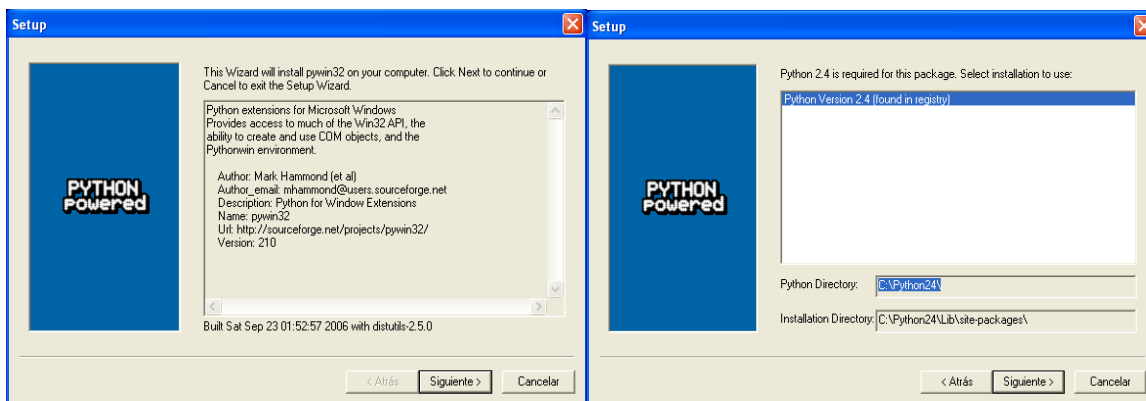 Setup
This Wizard will install pywin32 on your computer. Click Next to continue or
Cancel to exit the Setup Wizard.
Python extensions for Microsoft Windows
Provides access to much of the Win32 API, the
ability to create and use COM objects, and the
Pythonwin environment.
Author: Mark Hammond (et al)
Author_email: mhammond@users.sourceforge.net
Description: Python for Window Extensions
Name: pywin32
Url: http://sourceforge.net/projects/pywin32/
Version: 210
PYTHON
powered
Built Sat Sep 23 01:52:57 2006 with distutils-2.5.0
< Atrás
Siguiente >
Cancelar
Setup
Python 2.4 is required for this package. Select installation to use:
Python Version 2.4 (found in registry)
PYTHON
powered
Python Directory: C:\Python24\
Installation Directory: C:\Python24\Lib\site-packages\
< Atrás
Siguiente >
Cancelar